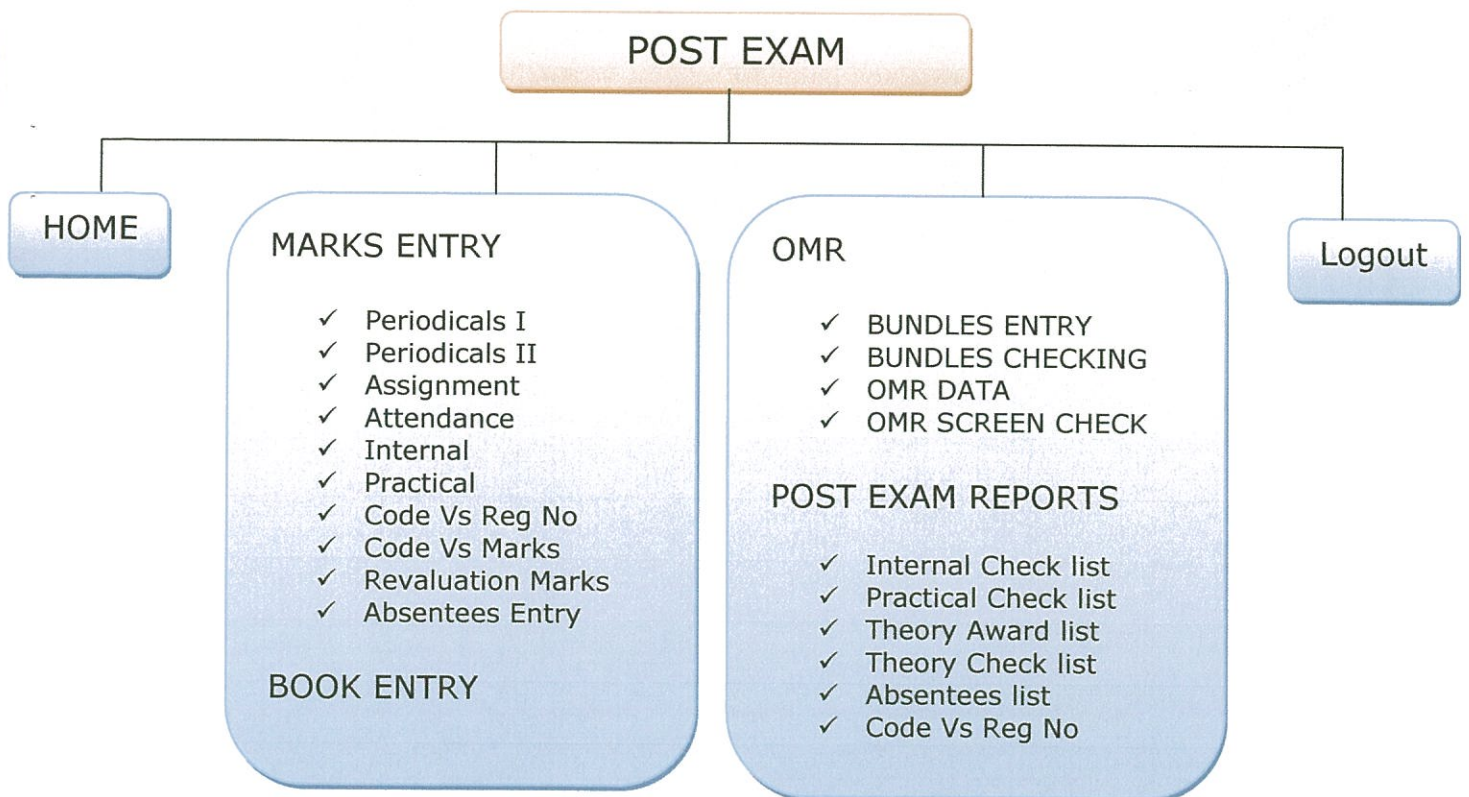 POST EXAM
HOME
MARKS ENTRY
✓ Periodicals I
✓ Periodicals II
✓ Assignment
✓ Attendance
✓ Internal
✓ Practical
✓ Code Vs Reg No
✓ Code Vs Marks
✓ Revaluation Marks
✓ Absentees Entry
BOOK ENTRY
OMR
✓ BUNDLES ENTRY
✓ BUNDLES CHECKING
✓ OMR DATA
✓ OMR SCREEN CHECK
POST EXAM REPORTS
✓ Internal Check list
✓ Practical Check list
✓ Theory Award list
✓ Theory Check list
✓ Absentees list
✓ Code Vs Reg No
Logout